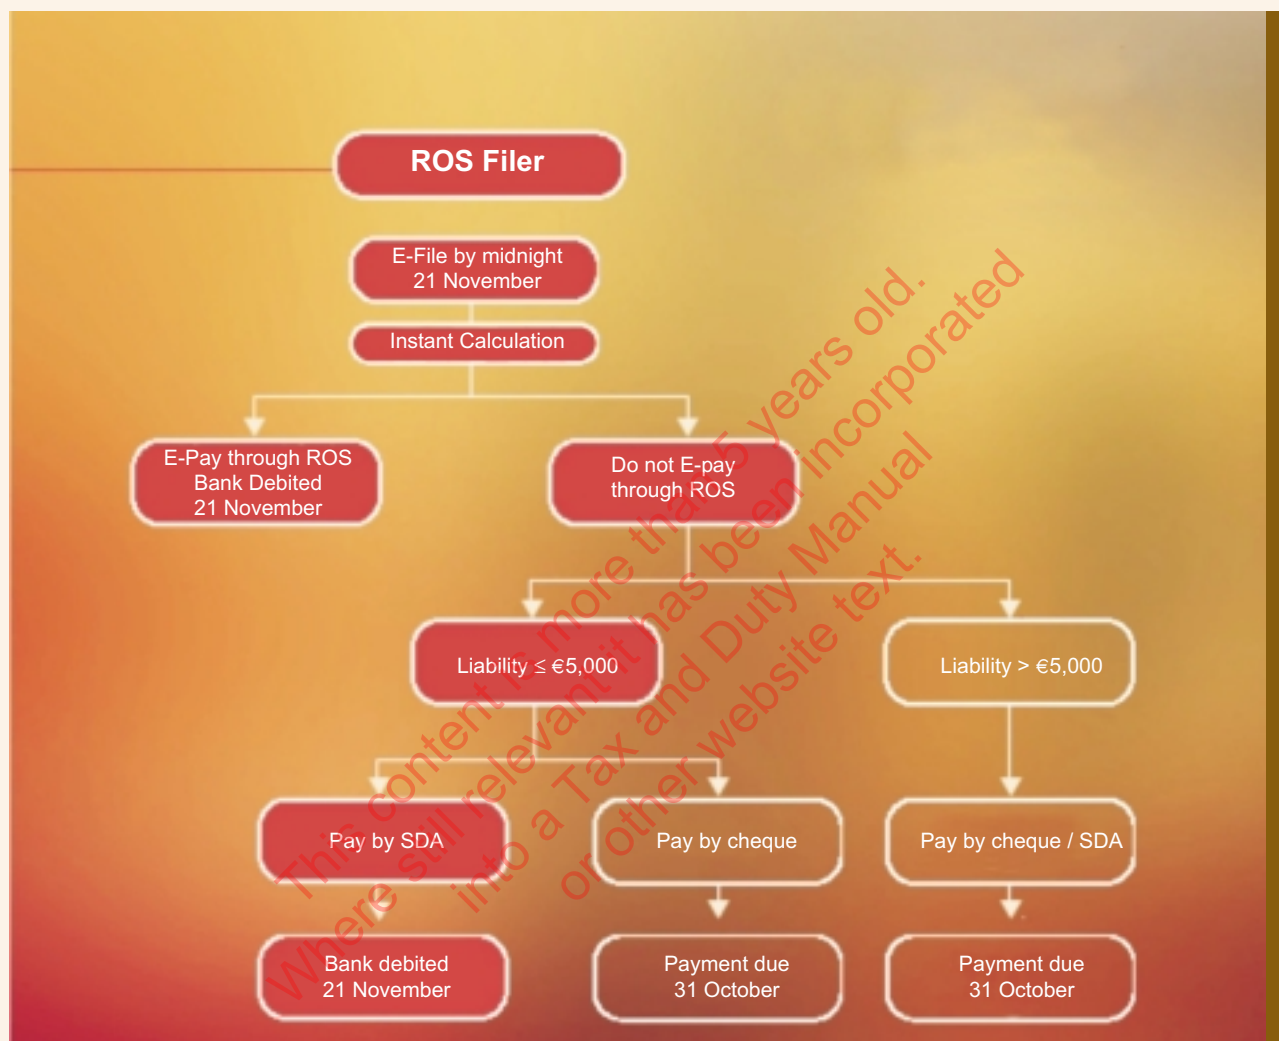 ROS Filer
E-File by midnight
21 November
Instant Calculation
E-Pay through ROS
Bank Debited
21 November
Do not E-pay
through ROS
Liability ≤ €5,000
Liability > €5,000
Pay by SDA
Pay by cheque
Pay by cheque / SDA
Bank debited
21 November
Payment due
31 October
Payment due
31 October
This content is more than 5 years old.
Where still relevant it has been incorporated
into a Tax and Duty Manual
or other website text.